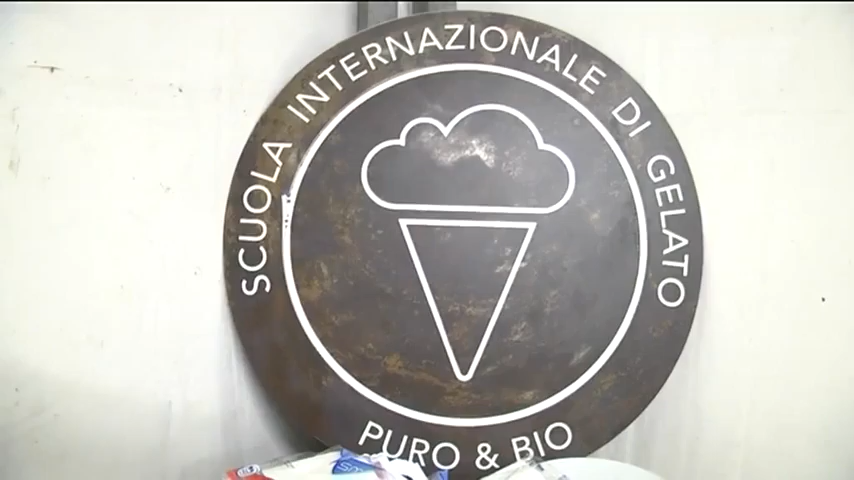 SCUOLA INTERNAZIONALE DI GELATO
PURO & BIO